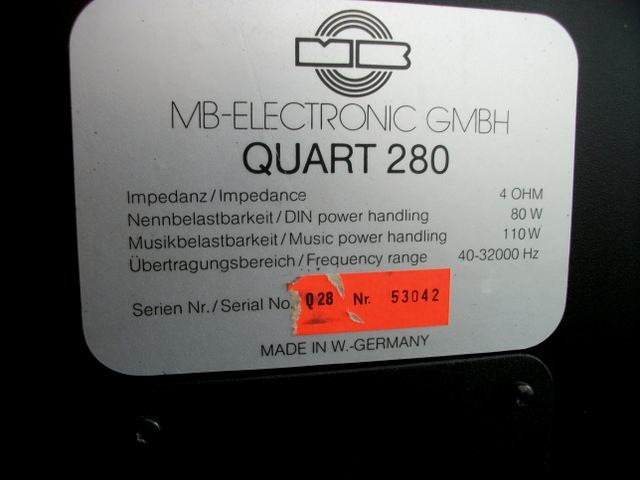 MB
MB-ELECTRONIC GMBH
QUART 280
Impedanz/Impedance 4 OHM
Nennbelastbarkeit/DIN power handling 80 W
Musikbelastbarkeit/Music power handling 110 W
Übertragungsbereich/Frequency range 40-32000 Hz
Serien Nr./Serial No. Q28 Nr. 53042
MADE IN W.-GERMANY